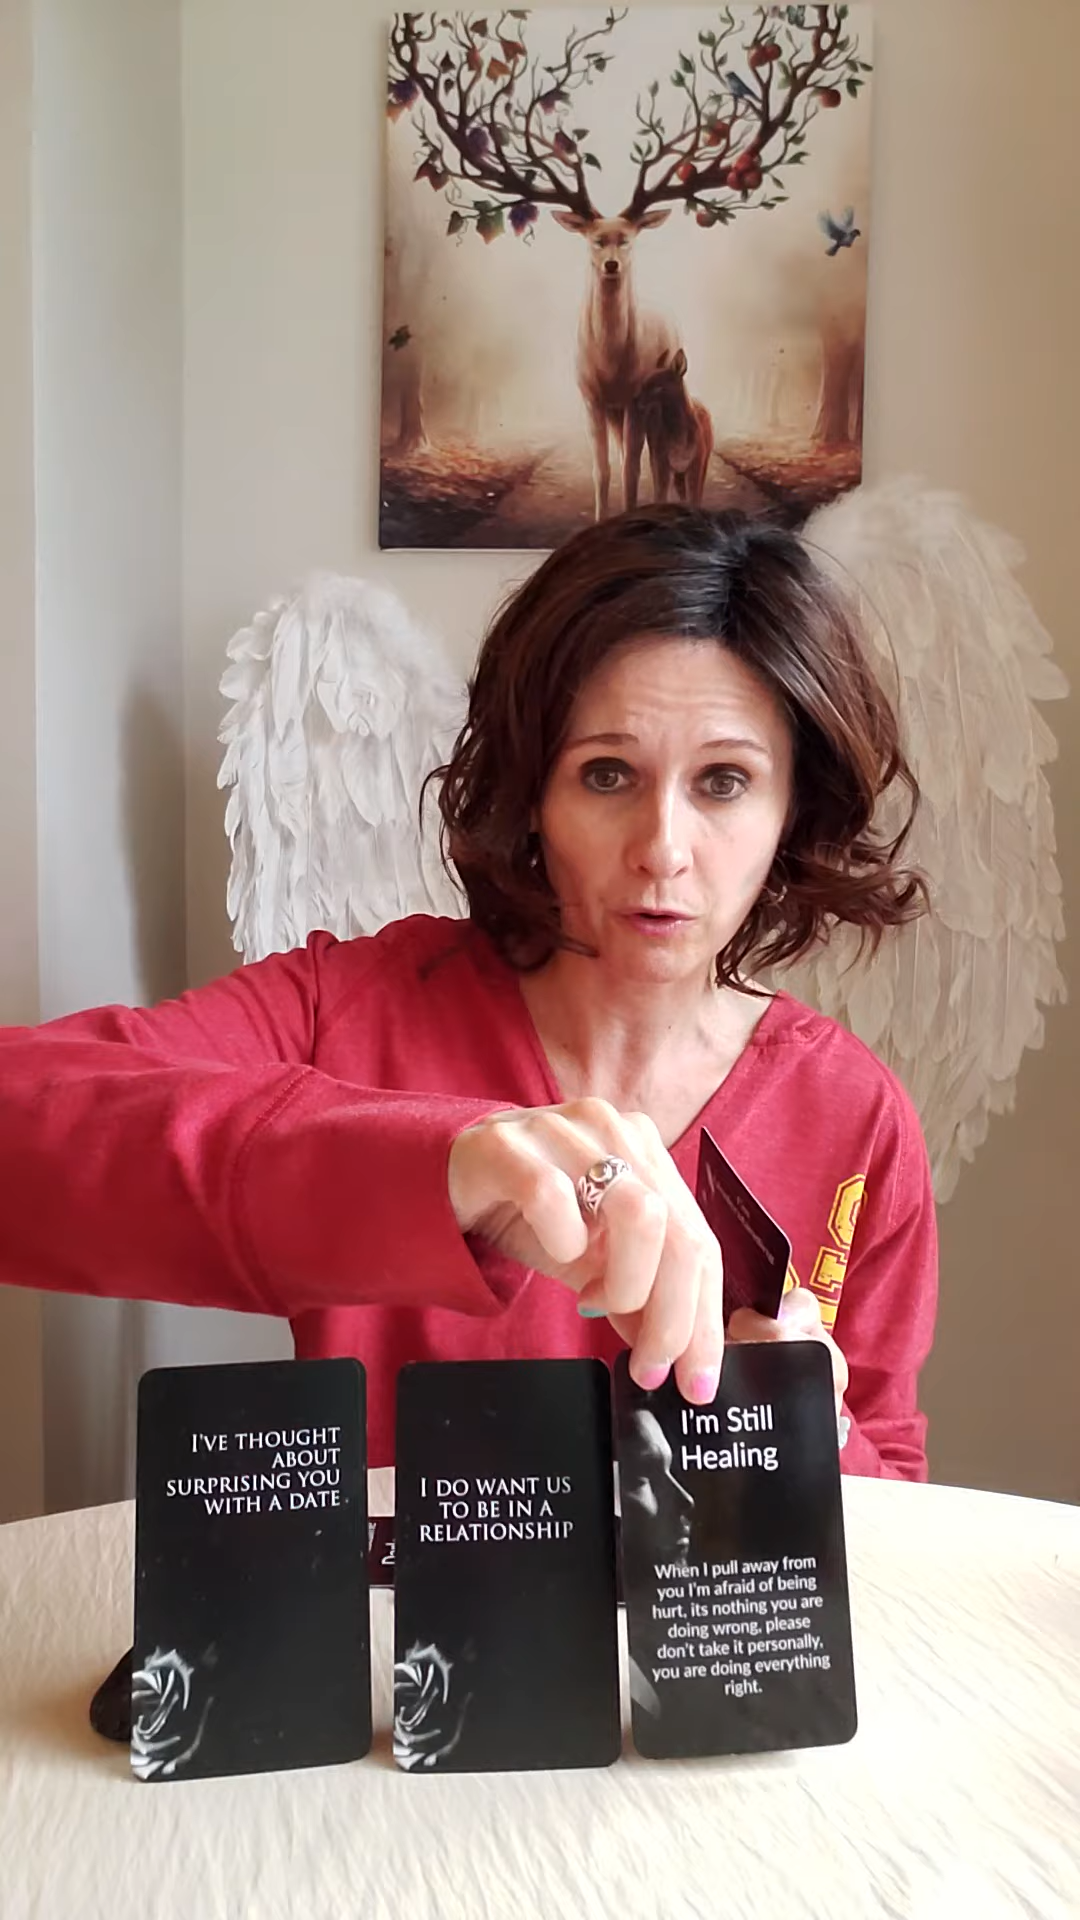 I'VE THOUGHT
ABOUT
SURPRISING YOU
WITH A DATE
I DO WANT US
TO BE IN A
RELATIONSHIP
I'm Still
Healing
When I pull away from
you I'm afraid of being
hurt, its nothing you are
doing wrong, please
don't take it personally,
you are doing everything
right.